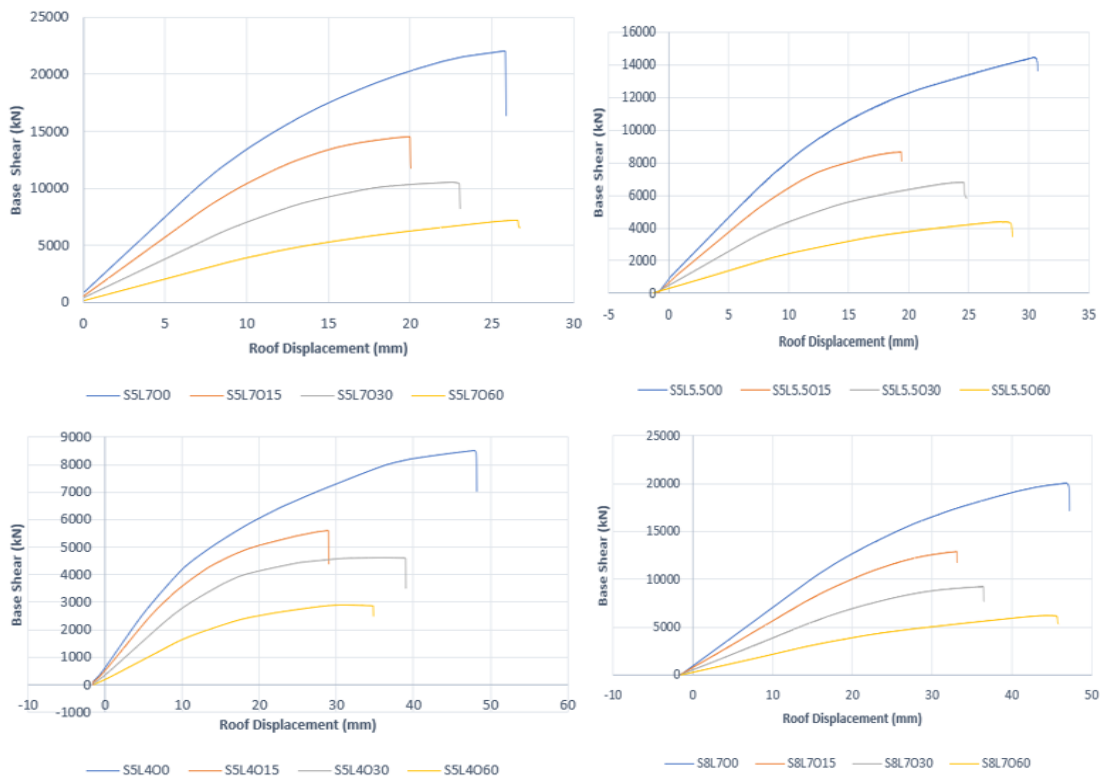 25000
20000
15000
10000
5000
0
Base Shear (kN)
0 5 10 15 20 25 30
Roof Displacement (mm)
S5L7O0 S5L7O15 S5L7O30 S5L7O60
16000
14000
12000
10000
8000
6000
4000
2000
0
Base Shear (kN)
-5 0 5 10 15 20 25 30 35
Roof Displacement (mm)
S5L5.5O0 S5L5.5O15 S5L5.5O30 S5L5.5O60
9000
8000
7000
6000
5000
4000
3000
2000
1000
0
-1000
Base Shear (kN)
-10 0 10 20 30 40 50 60
Roof Displacement (mm)
S5L4O0 S5L4O15 S5L4O30 S5L4O60
25000
20000
15000
10000
5000
0
Base Shear (kN)
-10 0 10 20 30 40 50
Roof Displacement (mm)
S8L7O0 S8L7O15 S8L7O30 S8L7O60